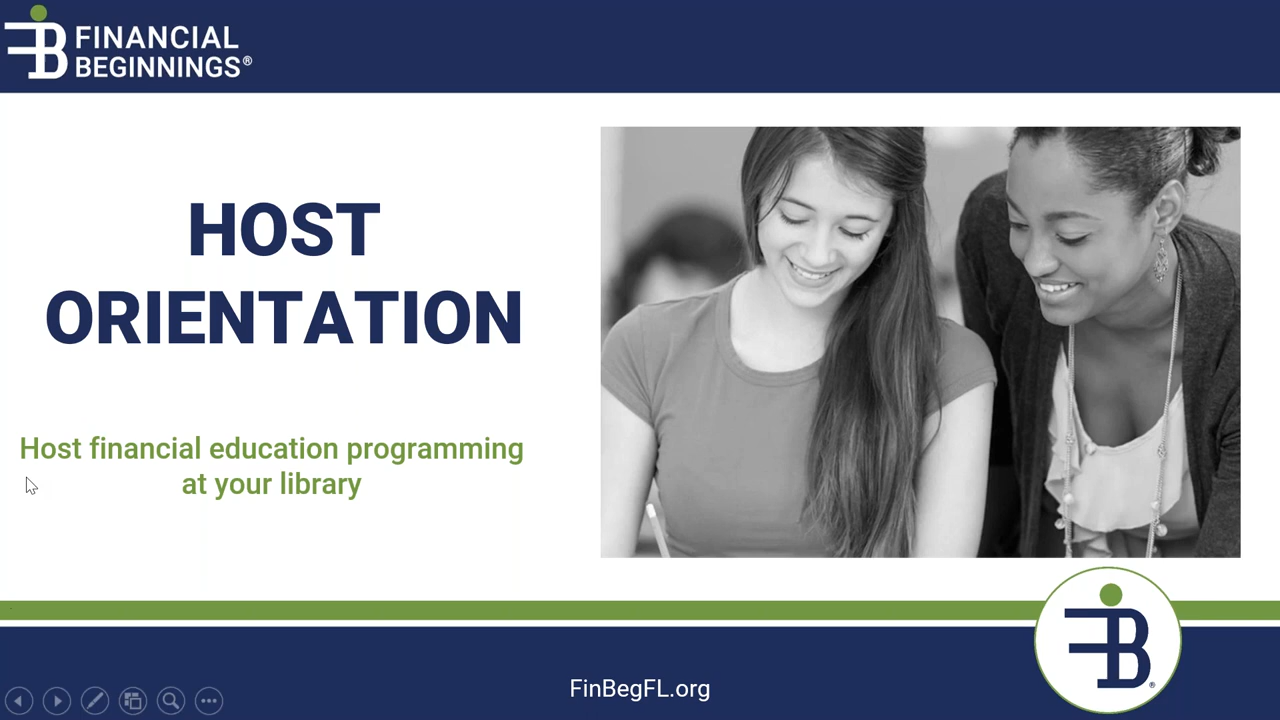 FINANCIAL
BEGINNINGS®
HOST
ORIENTATION
Host financial education programming
at your library
FinBegFL.org